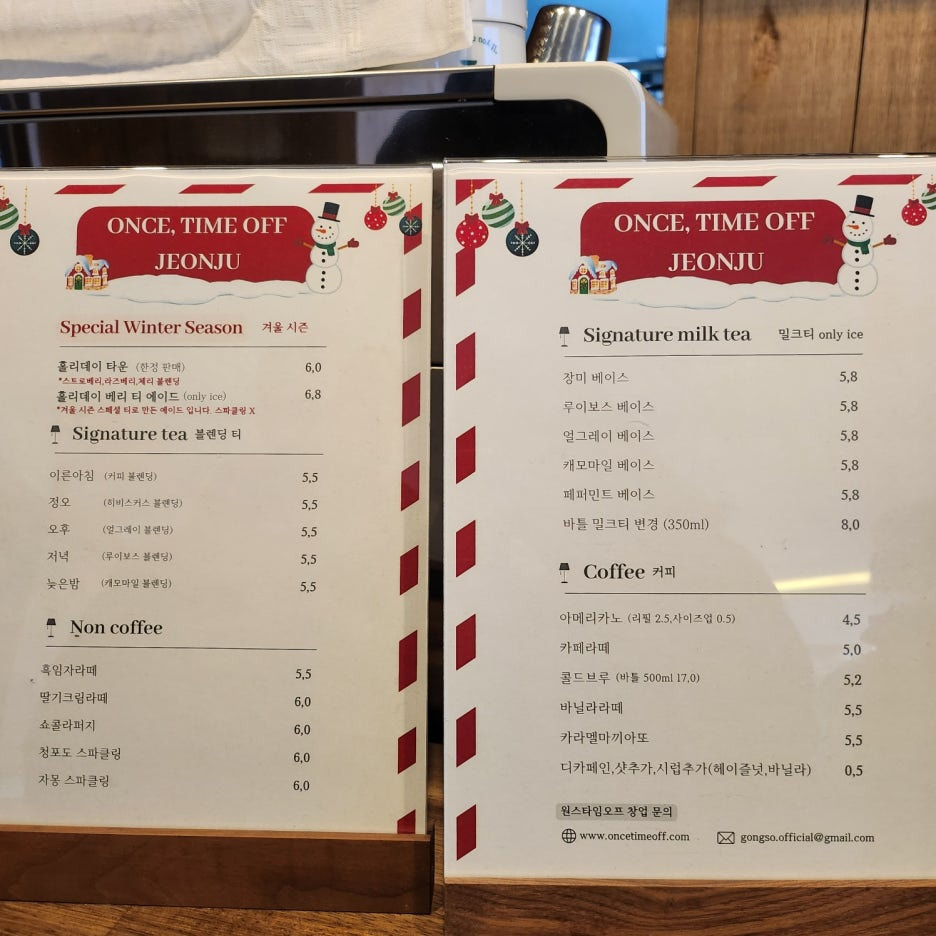 ONCE, TIME OFF
JEONJU
Special Winter Season 겨울 시즌
홀리데이 타운 (한정 판매) 6,0
*스트로베리,라즈베리,체리 블렌딩
홀리데이 베리 티 에이드 (only ice) 6,8
*겨울 시즌 스페셜 티로 만든 에이드 입니다. 스파클링 X
Signature tea 블렌딩 티
이른아침 (커피 블렌딩) 5,5
정오 (히비스커스 블렌딩) 5,5
오후 (얼그레이 블렌딩) 5,5
저녁 (루이보스 블렌딩) 5,5
늦은밤 (캐모마일 블렌딩) 5,5
Non coffee
흑임자라떼 5,5
딸기크림라떼 6,0
쇼콜라퍼지 6,0
청포도 스파클링 6,0
자몽 스파클링 6,0
ONCE, TIME OFF
JEONJU
Signature milk tea 밀크티 only ice
장미 베이스 5,8
루이보스 베이스 5,8
얼그레이 베이스 5,8
캐모마일 베이스 5,8
페퍼민트 베이스 5,8
바틀 밀크티 변경 (350ml) 8,0
Coffee 커피
아메리카노 (리필 2.5,사이즈업 0.5) 4,5
카페라떼 5,0
콜드브루 (바틀 500ml 17,0) 5,2
바닐라라떼 5,5
카라멜마끼아또 5,5
디카페인,샷추가,시럽추가(헤이즐넛,바닐라) 0,5
원스타임오프 창업 문의
www.oncetimeoff.com gongso.official@gmail.com